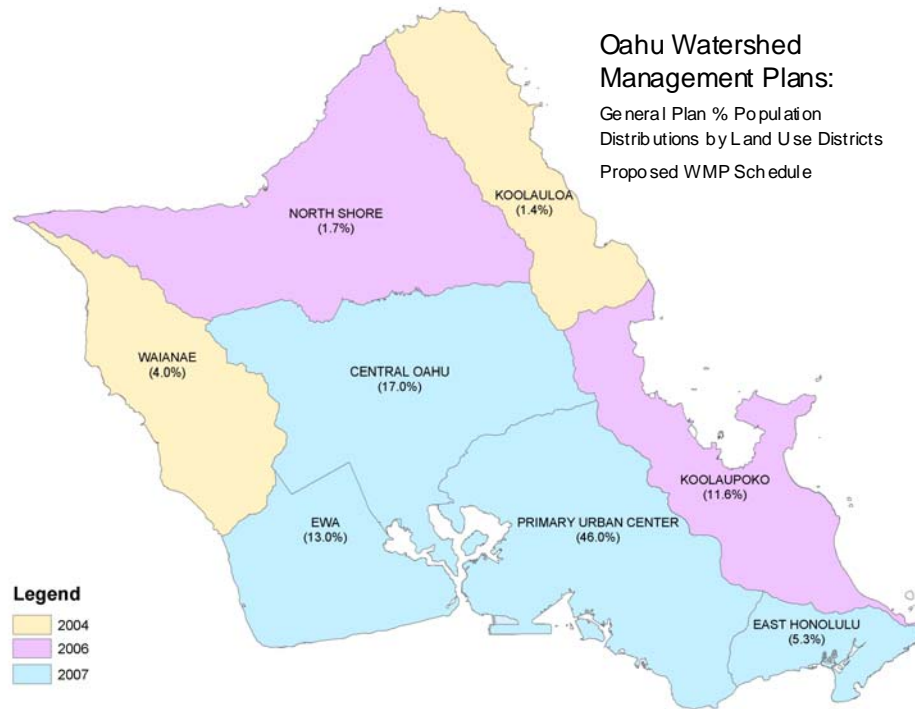 Oahu Watershed
Management Plans:
General Plan % Population
Distributions by Land Use Districts
Proposed WMP Schedule
KOOLAULOA
(1.4%)
NORTH SHORE
(1.7%)
WAIANAE
(4.0%)
CENTRAL OAHU
(17.0%)
KOOLAUPOKO
(11.6%)
EWA
(13.0%)
PRIMARY URBAN CENTER
(46.0%)
EAST HONOLULU
(5.3%)
Legend
2004
2006
2007